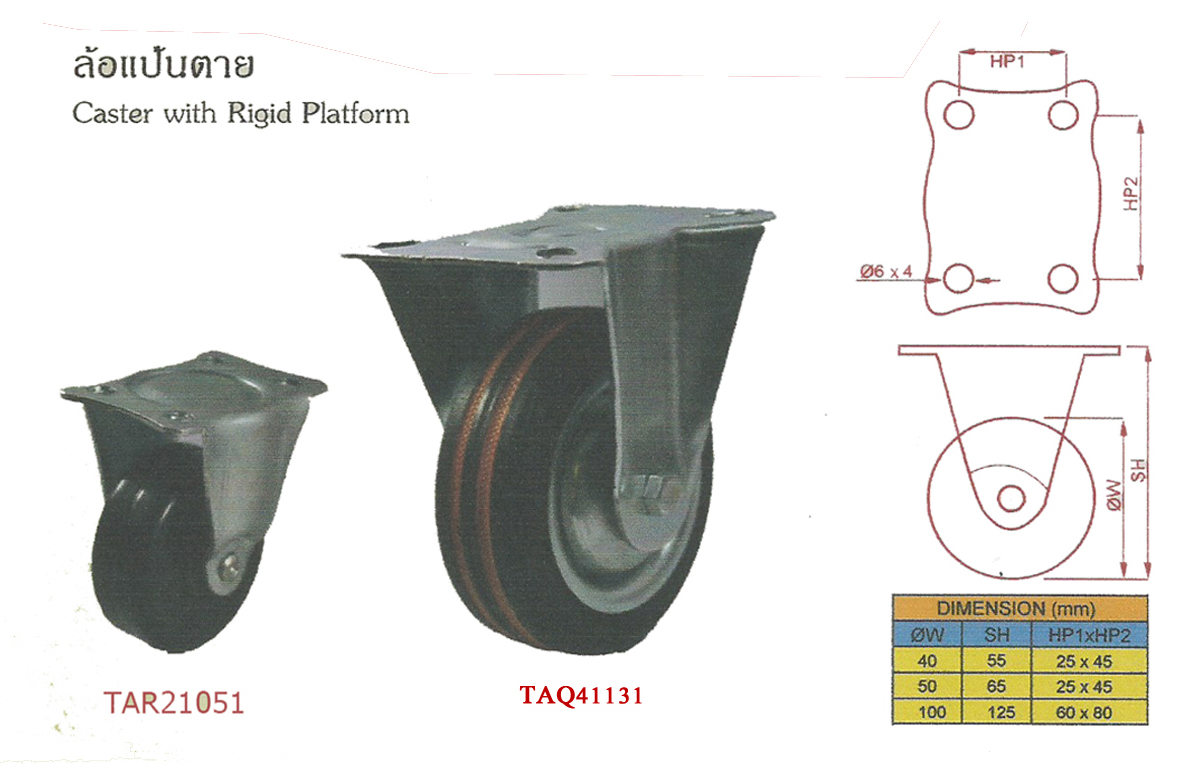 ล้อแป้นตาย
Caster with Rigid Platform
HP1
HP2
Ø6 x 4
SH
ØW
DIMENSION (mm)
ØW SH HP1xHP2
40 55 25 x 45
50 65 25 x 45
100 125 60 x 80
TAR21051
TAQ41131